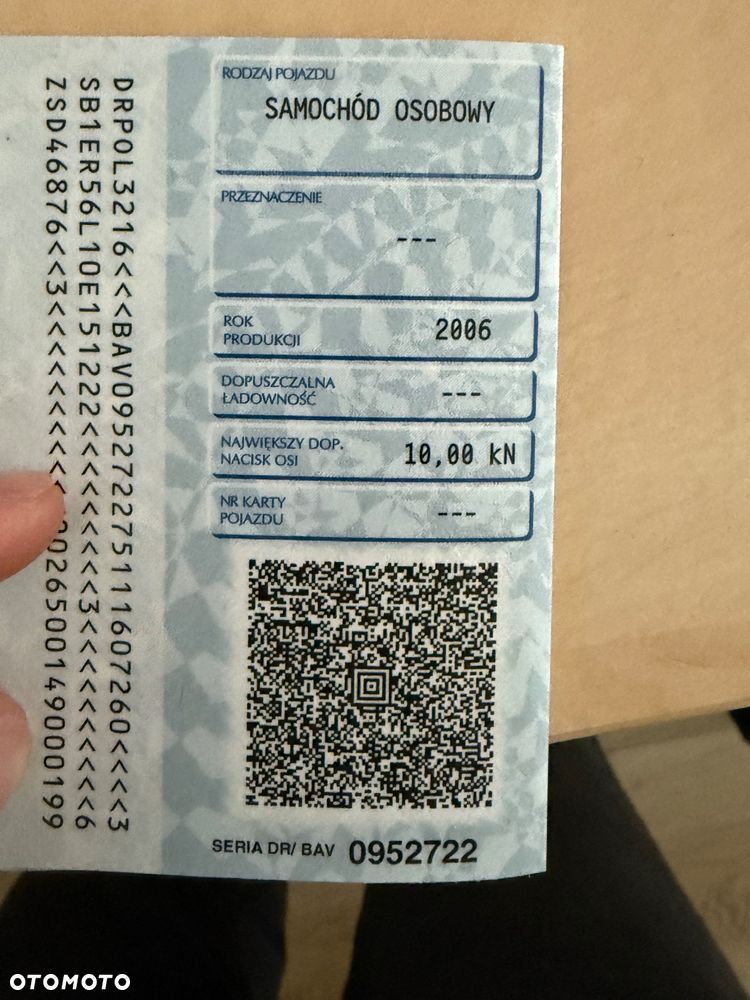 DRPOL3216<<<BAV095272275111607260<<<<3
SB1ER56L10E151222<<<<<<<<<3<<<<<<<<<<6
ZSD46876<<3<<<<<<<<< 0026500149000199
RODZAJ POJAZDU
SAMOCHÓD OSOBOWY
PRZEZNACZENIE
---
ROK
PRODUKCJI 2006
DOPUSZCZALNA
ŁADOWNOŚĆ ---
NAJWIĘKSZY DOP.
NACISK OSI 10,00 kN
NR KARTY
POJAZDU ---
SERIA DR/ BAV 0952722
OTOMOTO